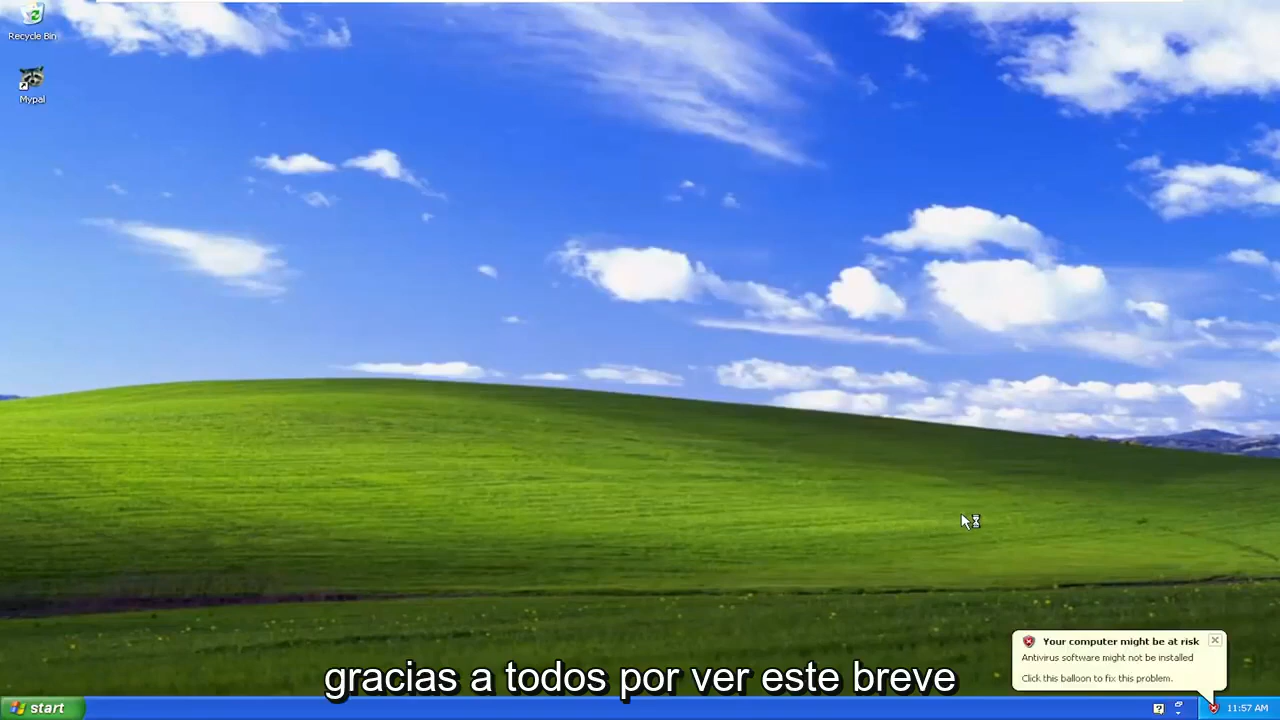 Recycle Bin
Mypal
Your computer might be at risk
Antivirus software might not be installed
Click this balloon to fix this problem.
gracias a todos por ver este breve
start
11:57 AM